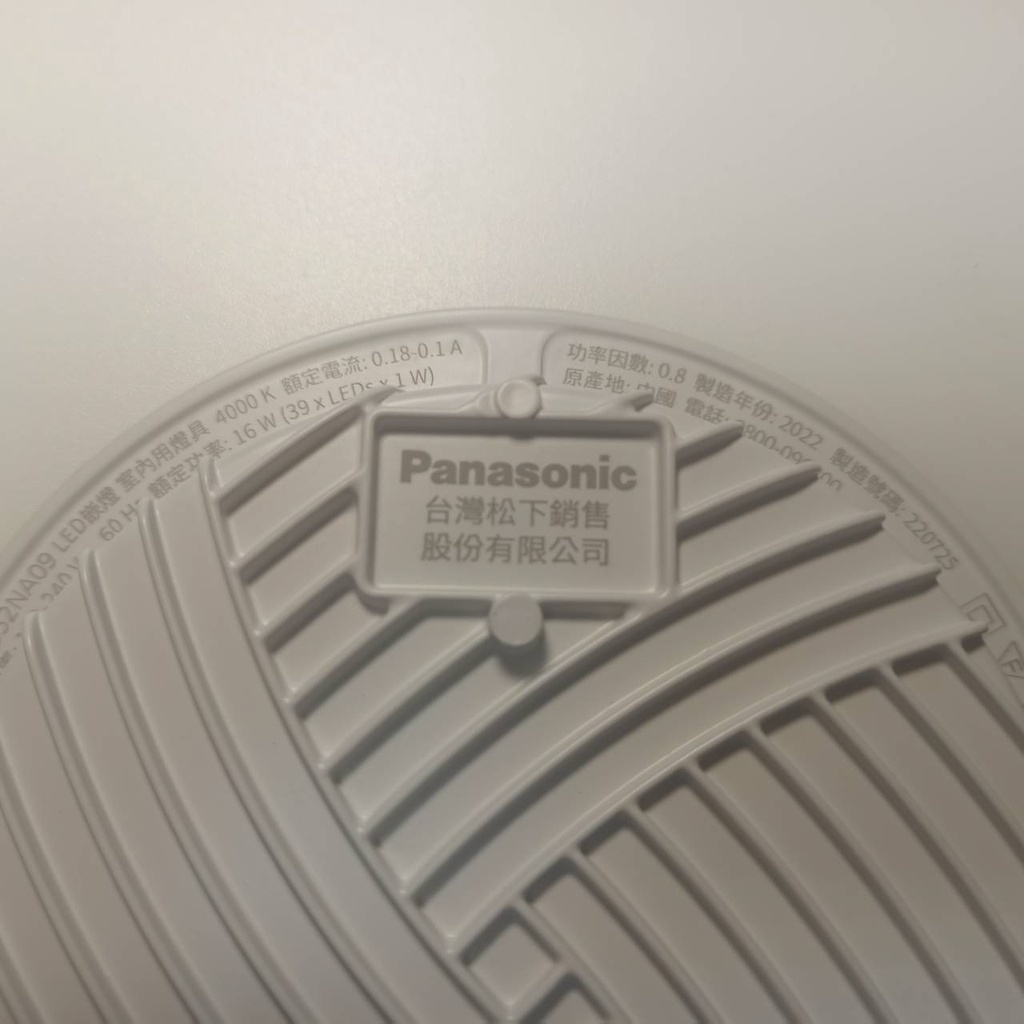 LED嵌燈 室內用燈具 4000 K 額定電流: 0.18-0.1 A
60 Hz 額定功率: 16 W (39 x LEDs x 1 W)
功率因數: 0.8 製造年份: 2022 製造號碼: 220725
原產地: 中國 電話:
Panasonic
台灣松下銷售
股份有限公司